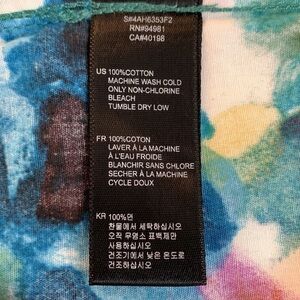 S#4AH6353F2
RN#94981
CA#40198
US 100%COTTON
MACHINE WASH COLD
ONLY NON-CHLORINE
BLEACH
TUMBLE DRY LOW
FR 100%COTON
LAVER À LA MACHINE
À L'EAU FROIDE
BLANCHIR SANS CHLORE
SECHER À LA MACHINE
CYCLE DOUX
KR 100%면
찬물에서 세탁하십시오
오직 무염소 표백제만
사용하십시오
건조기에서 낮은 온도로
건조하십시오